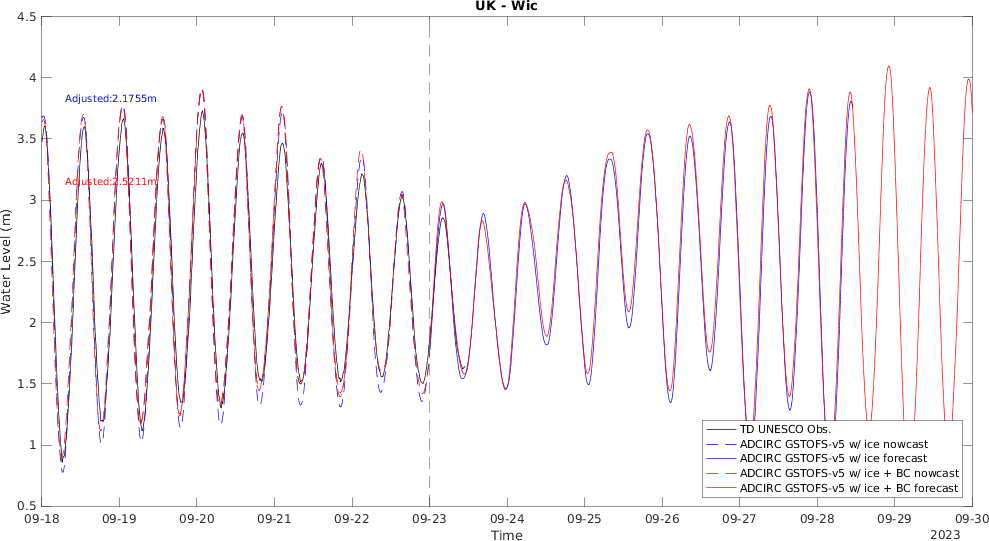 UK - Wic
4.5
4
3.5
3
2.5
2
1.5
1
0.5
Water Level (m)
Adjusted:2.1755m
Adjusted:2.5211m
TD UNESCO Obs.
ADCIRC GSTOFS-v5 w/ ice nowcast
ADCIRC GSTOFS-v5 w/ ice forecast
ADCIRC GSTOFS-v5 w/ ice + BC nowcast
ADCIRC GSTOFS-v5 w/ ice + BC forecast
09-18 09-19 09-20 09-21 09-22 09-23 09-24 09-25 09-26 09-27 09-28 09-29 09-30
Time
2023